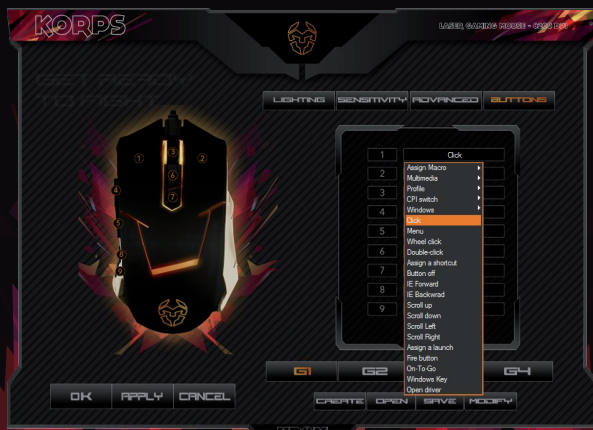 KORPS
LASER GAMING MOUSE - 8200 DPI
LIGHTING
SENSITIVITY
ADVANCED
BUTTONS
1
2
3
6
7
4
5
8
9
1
Click
2
3
4
5
6
7
8
9
Assign Macro
Multimedia
Profile
CPI switch
Windows
Click
Menu
Wheel click
Double-click
Assign a shortcut
Button off
IE Forward
IE Backwrad
Scroll up
Scroll down
Scroll Left
Scroll Right
Assign a launch
Fire button
On-To-Go
Windows Key
Open driver
G1
G2
G4
OK
APPLY
CANCEL
CREATE
OPEN
SAVE
MODIFY